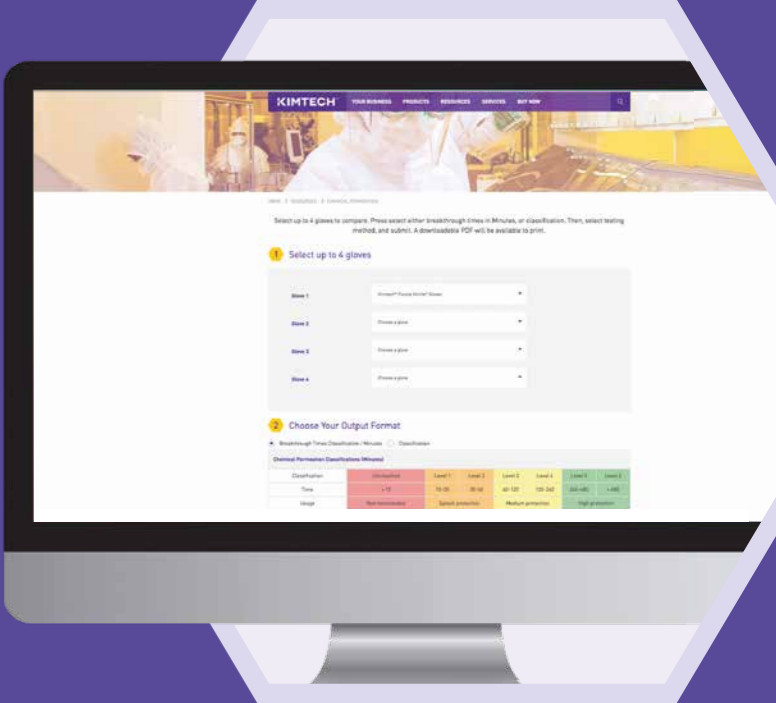 KIMTECH YOUR BUSINESS PRODUCTS RESOURCES SERVICES BUY NOW
Select up to 4 gloves to compare. Press select either breakthrough times in Minutes, or classification. Then, select testing
method, and submit. A downloadable PDF will be available to print.
1 Select up to 4 gloves
Glove 1
Glove 2 Choose a glove
Glove 3 Choose a glove
Glove 4 Choose a glove
2 Choose Your Output Format
Breakthrough Times Classification / Minutes Classification
Chemical Permeation Classifications (Minutes)
Classification Level 1 Level 2 Level 3 Level 4 Level 5 Level 6
Time
Usage Not recommended Splash protection Medium protection High protection